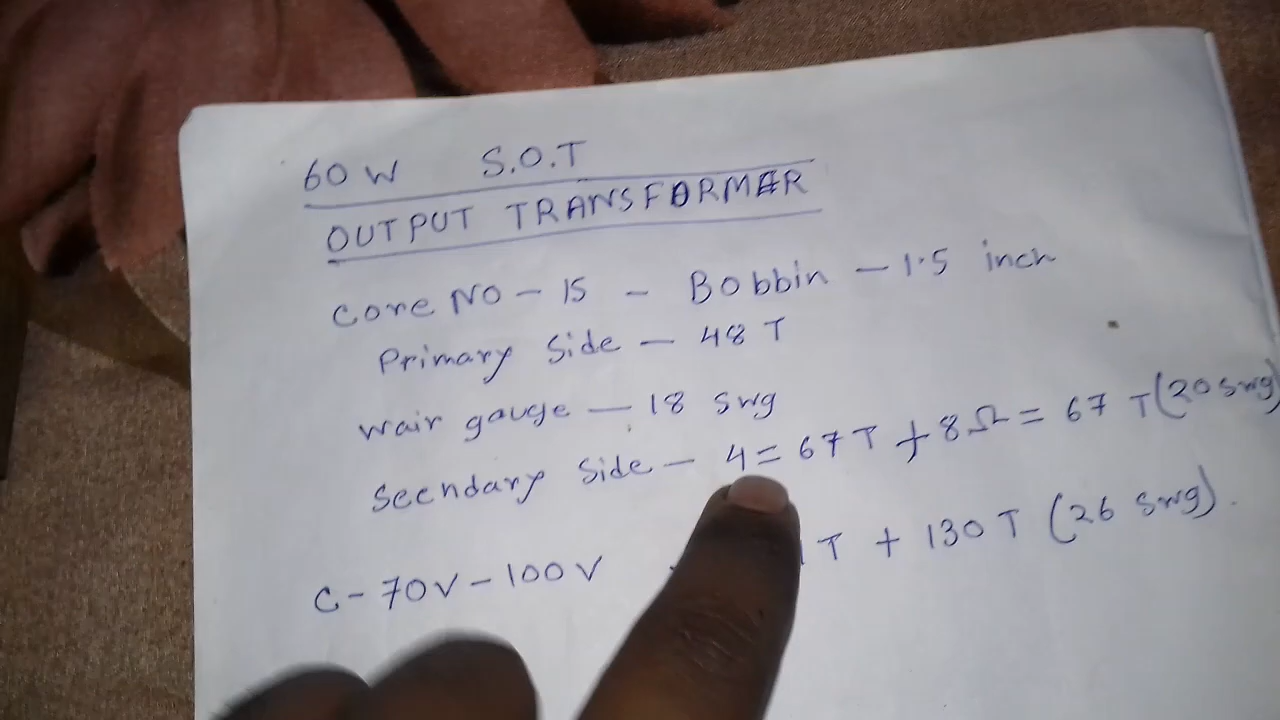 60 W S.O.T
OUTPUT TRANSFORMER
Core NO - 15 - Bobbin - 1.5 inch
Primary Side - 48 T
Wair gauge - 18 Swg
Secndary Side - 4 = 67 T + 8 Ω = 67 T (20 Swg)
C - 70V - 100V T + 130 T (26 Swg).